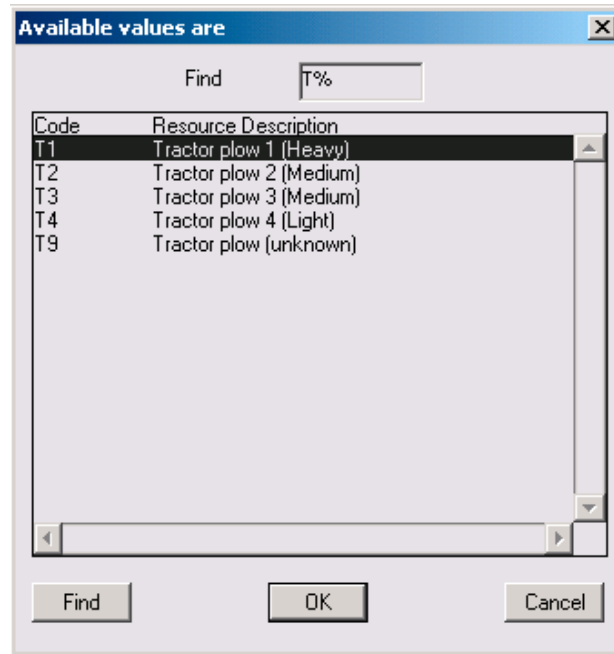 Available values are
Find T%
Code Resource Description
T1 Tractor plow 1 (Heavy)
T2 Tractor plow 2 (Medium)
T3 Tractor plow 3 (Medium)
T4 Tractor plow 4 (Light)
T9 Tractor plow (unknown)
Find OK Cancel